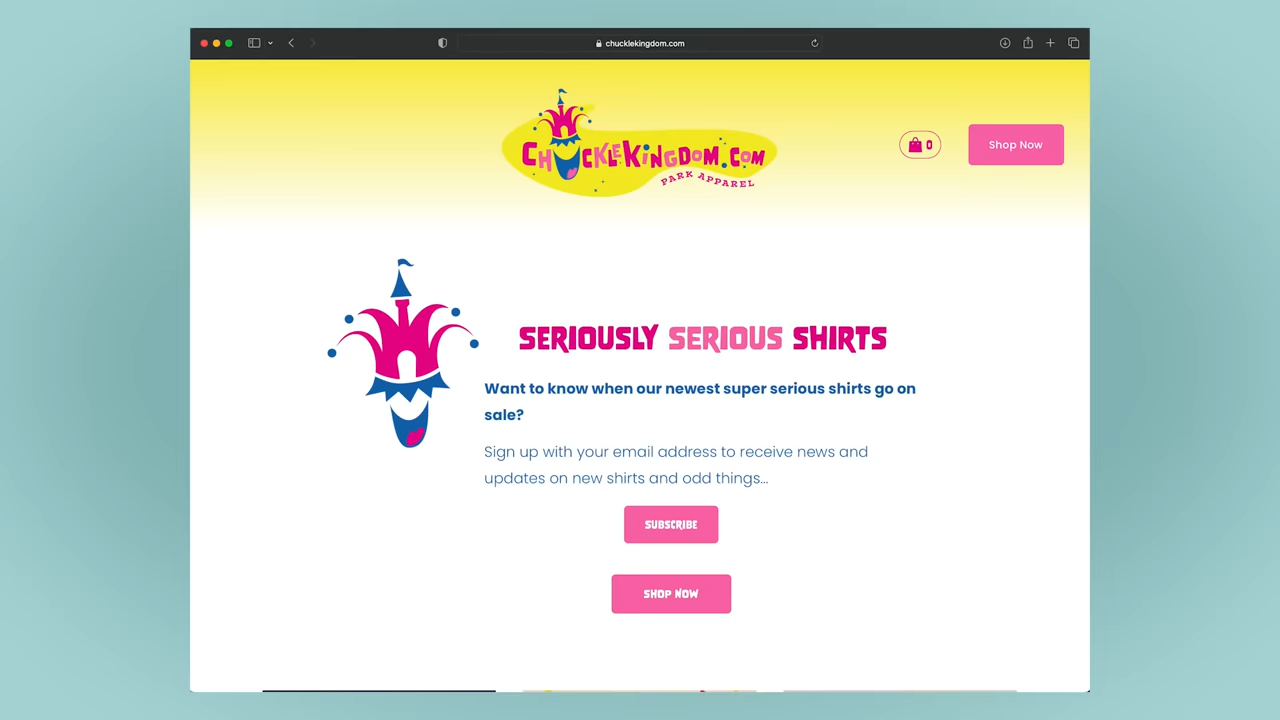 chucklekingdom.com
CHUCKLEKINGDOM.COM
PARK APPAREL
0
Shop Now
SERIOUSLY SERIOUS SHIRTS
Want to know when our newest super serious shirts go on
sale?
Sign up with your email address to receive news and
updates on new shirts and odd things...
SUBSCRIBE
SHOP NOW